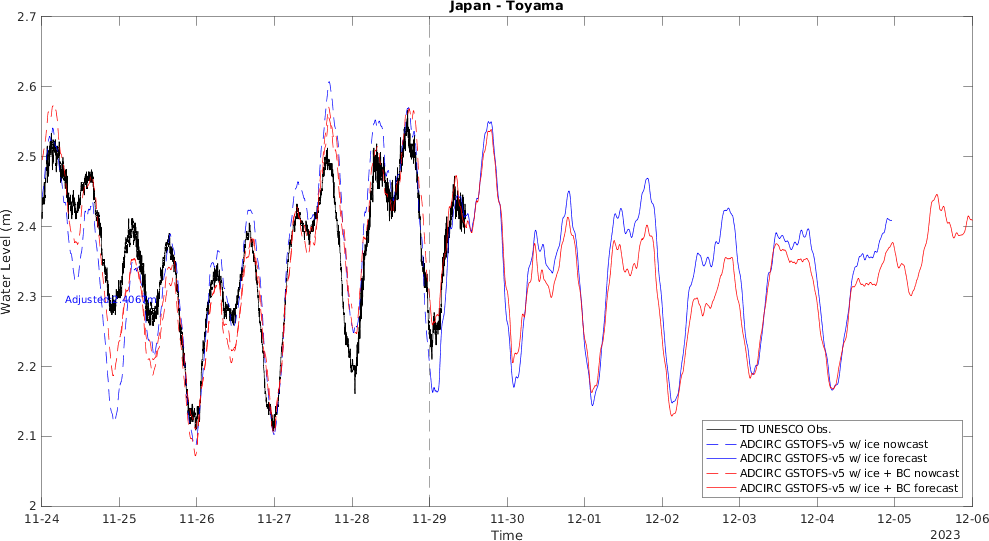 Japan - Toyama
2.7
2.6
2.5
2.4
2.3
2.2
2.1
2
Water Level (m)
TD UNESCO Obs.
ADCIRC GSTOFS-v5 w/ ice nowcast
ADCIRC GSTOFS-v5 w/ ice forecast
ADCIRC GSTOFS-v5 w/ ice + BC nowcast
ADCIRC GSTOFS-v5 w/ ice + BC forecast
11-24 11-25 11-26 11-27 11-28 11-29 11-30 12-01 12-02 12-03 12-04 12-05 12-06
Time
2023